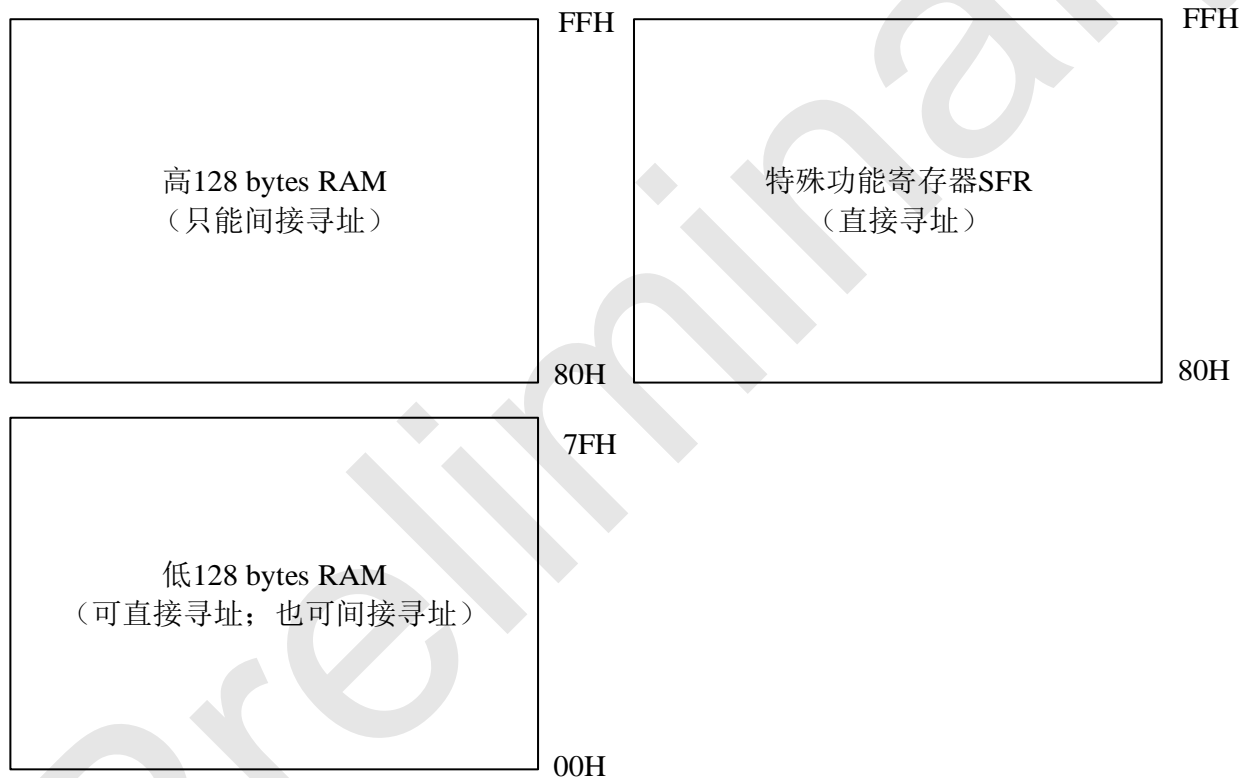 FFH
FFH
高128 bytes RAM
（只能间接寻址）
特殊功能寄存器SFR
（直接寻址）
80H
80H
7FH
低128 bytes RAM
（可直接寻址；也可间接寻址）
00H